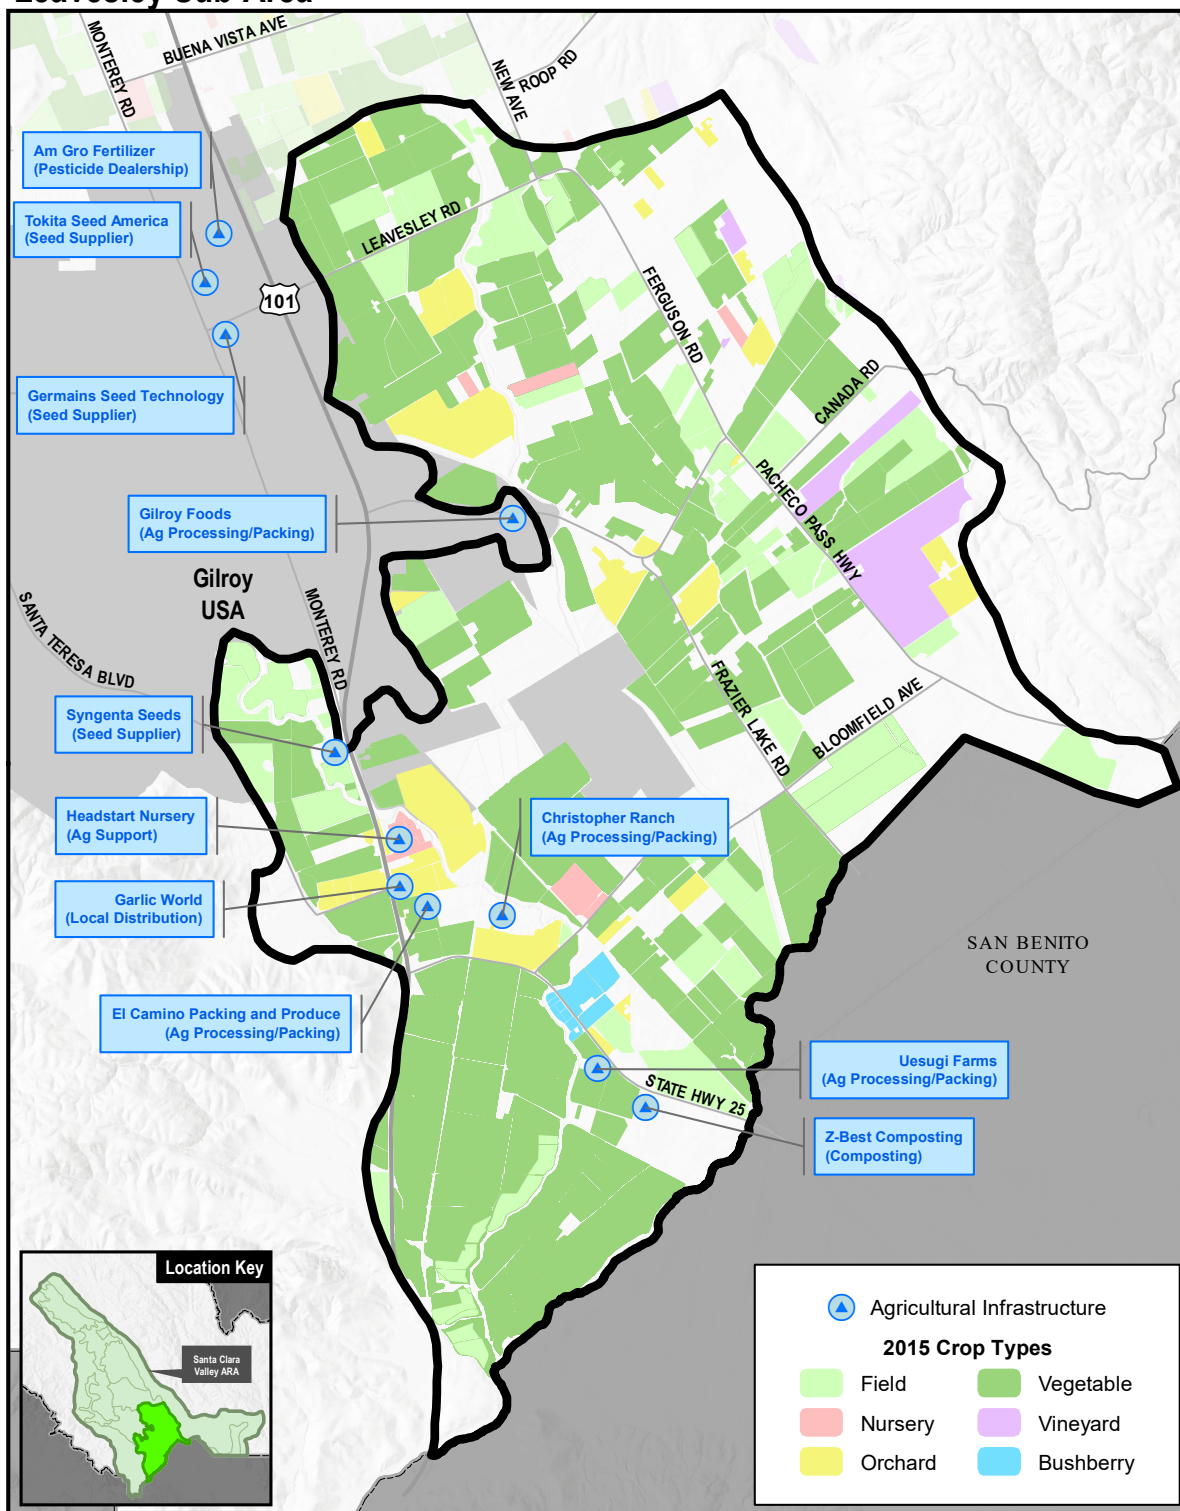 Leavesley Sub-Area
BUENA VISTA AVE
MONTEREY RD
NEW AVE
ROOP RD
Am Gro Fertilizer
(Pesticide Dealership)
Tokita Seed America
(Seed Supplier)
LEAVESLEY RD
101
FERGUSON RD
Germains Seed Technology
(Seed Supplier)
CANADA RD
PACHECO PASS HWY
Gilroy Foods
(Ag Processing/Packing)
Gilroy
USA
SANTA TERESA BLVD
MONTEREY RD
FRAZIER LAKE RD
BLOOMFIELD AVE
Syngenta Seeds
(Seed Supplier)
Headstart Nursery
(Ag Support)
Christopher Ranch
(Ag Processing/Packing)
Garlic World
(Local Distribution)
SAN BENITO
COUNTY
El Camino Packing and Produce
(Ag Processing/Packing)
Uesugi Farms
(Ag Processing/Packing)
STATE HWY 25
Z-Best Composting
(Composting)
Location Key
Santa Clara
Valley ARA
Agricultural Infrastructure
2015 Crop Types
Field
Vegetable
Nursery
Vineyard
Orchard
Bushberry